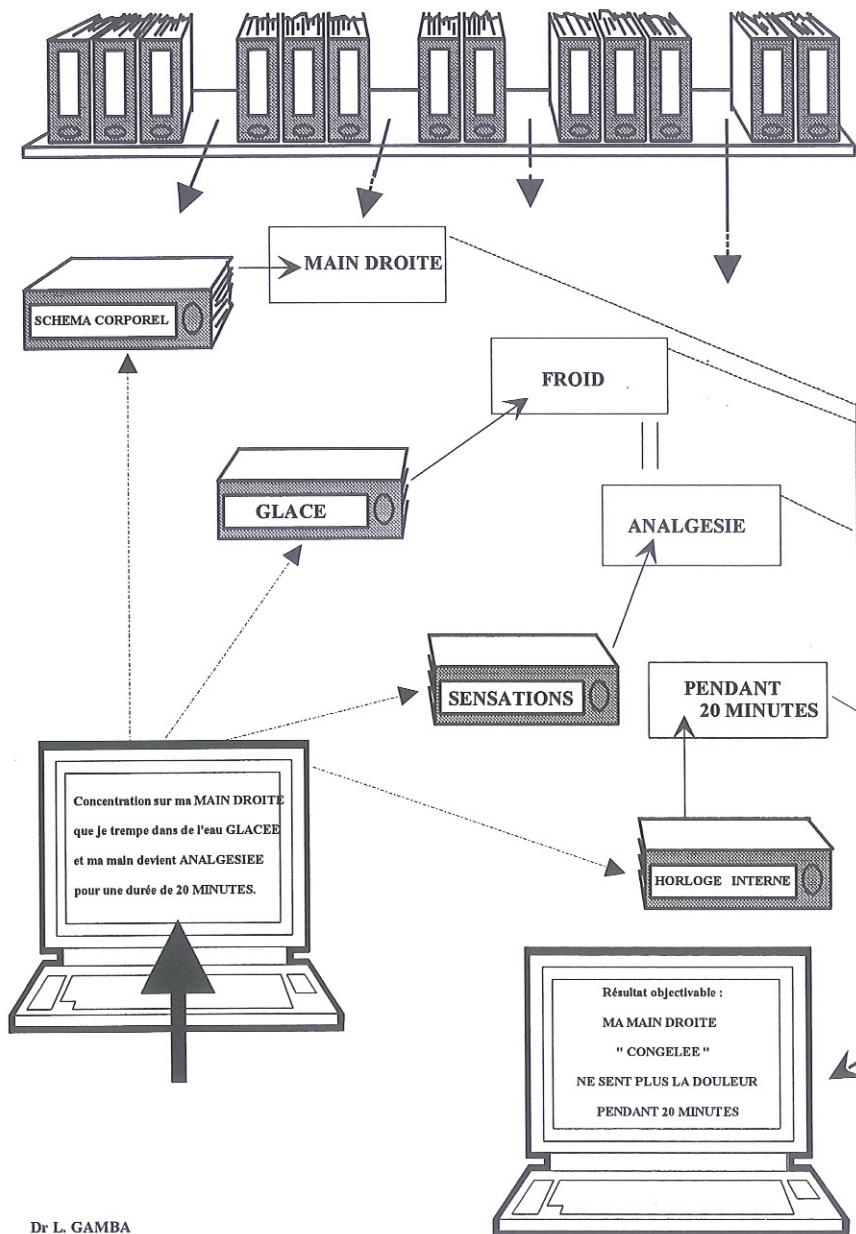 MAIN DROITE
SCHEMA CORPOREL
FROID
GLACE
ANALGESIE
SENSATIONS
PENDANT
20 MINUTES
HORLOGE INTERNE
Concentration sur ma MAIN DROITE
que je trempe dans de l'eau GLACEE
et ma main devient ANALGESIEE
pour une durée de 20 MINUTES.
Résultat objectivable :
MA MAIN DROITE
" CONGELEE "
NE SENT PLUS LA DOULEUR
PENDANT 20 MINUTES
Dr L. GAMBA